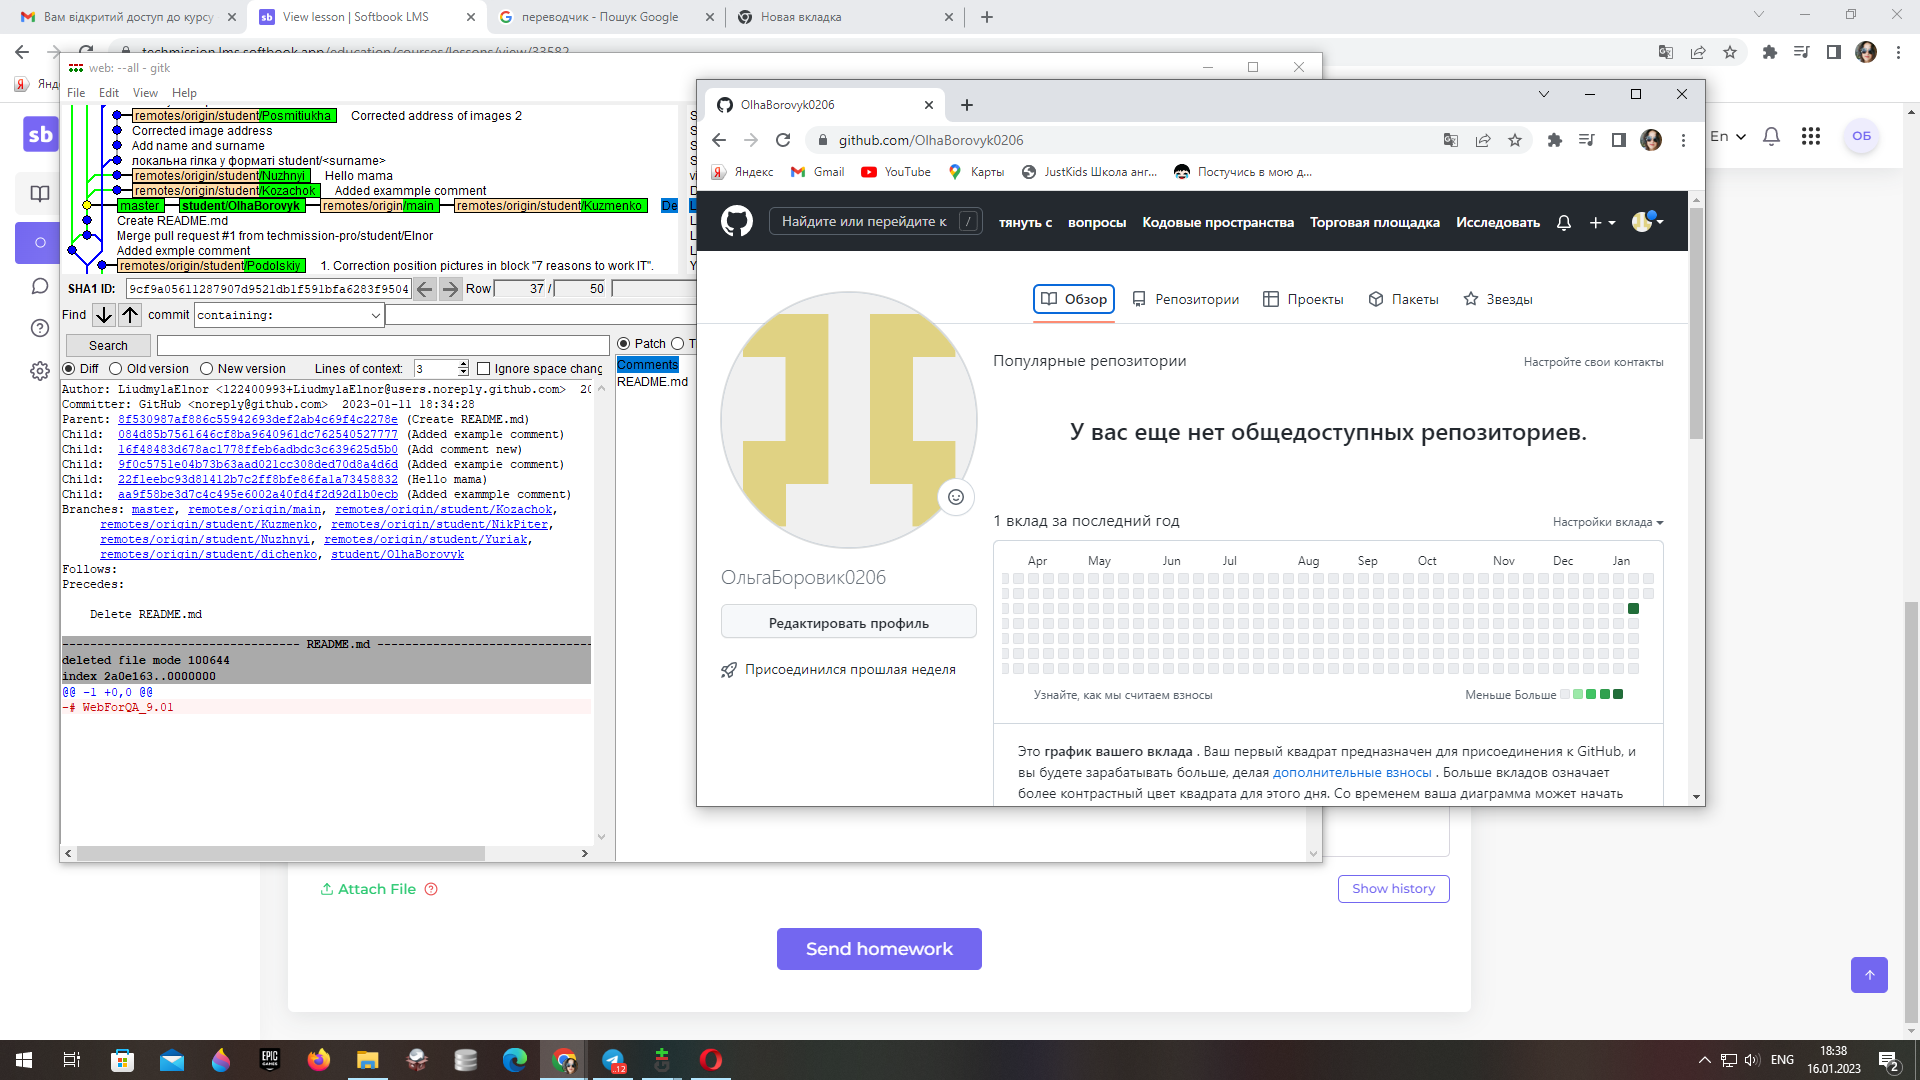 Вам відкритий доступ до курсу
View lesson | Softbook LMS
переводчик - Пошук Google
Новая вкладка
techmission.lms.softbook.app/education/courses/lessons/view/33582
web: --all - gitk
File Edit View Help
remotes/origin/student/Posmitiukha Corrected address of images 2
Corrected image address
Add name and surname
локальна гілка у форматі student/<surname>
remotes/origin/student/Nuzhnyi Hello mama
remotes/origin/student/Kozachok Added exammple comment
master student/OlhaBorovyk remotes/origin/main remotes/origin/student/Kuzmenko De
Create README.md
Merge pull request #1 from techmission-pro/student/Elnor
Added exmple comment
remotes/origin/student/Podolskiy 1. Correction position pictures in block "7 reasons to work IT".
SHA1 ID: 9cf9a05611287907d9521db1f591bfa6283f9504 Row 37 / 50
Find commit containing:
Search
Patch
Diff Old version New version Lines of context: 3 Ignore space chang
Comments
README.md
Author: LiudmylaElnor <122400993+LiudmylaElnor@users.noreply.github.com> 20
Committer: GitHub <noreply@github.com> 2023-01-11 18:34:28
Parent: 8f530987af886c55942693def2ab4c69f4c2278e (Create README.md)
Child: 084d85b7561646cf8ba9640961dc762540527777 (Added example comment)
Child: 16f48483d678ac1778ffeb6adbdc3c639625d5b0 (Add comment new)
Child: 9f0c5751e04b73b63aad021cc308ded70d8a4d6d (Added exampie comment)
Child: 22f1eebc93d81412b7c2ff8bfe86fa1a73458832 (Hello mama)
Child: aa9f58be3d7c4c495e6002a40fd4f2d92d1b0ecb (Added exammple comment)
Branches: master, remotes/origin/main, remotes/origin/student/Kozachok,
remotes/origin/student/Kuzmenko, remotes/origin/student/NikPiter,
remotes/origin/student/Nuzhnyi, remotes/origin/student/Yuriak,
remotes/origin/student/dichenko, student/OlhaBorovyk
Follows:
Precedes:
Delete README.md
README.md
deleted file mode 100644
index 2a0e163..0000000
@@ -1 +0,0 @@
-# WebForQA_9.01
OlhaBorovyk0206
github.com/OlhaBorovyk0206
Яндекс Gmail YouTube Карты JustKids Школа анг... Постучись в мою д...
Найдите или перейдите к / тянуть с вопросы Кодовые пространства Торговая площадка Исследовать
Обзор Репозитории Проекты Пакеты Звезды
Популярные репозитории
Настройте свои контакты
У вас еще нет общедоступных репозиториев.
1 вклад за последний год
Настройки вклада
Apr May Jun Jul Aug Sep Oct Nov Dec Jan
Узнайте, как мы считаем взносы
Меньше Больше
Это график вашего вклада . Ваш первый квадрат предназначен для присоединения к GitHub, и
вы будете зарабатывать больше, делая дополнительные взносы . Больше вкладов означает
более контрастный цвет квадрата для этого дня. Со временем ваша диаграмма может начать
ОльгаБоровик0206
Редактировать профиль
Присоединился прошлая неделя
sb
En
ОБ
Attach File
Show history
Send homework
EPIC GAMES
ENG
18:38
16.01.2023
2